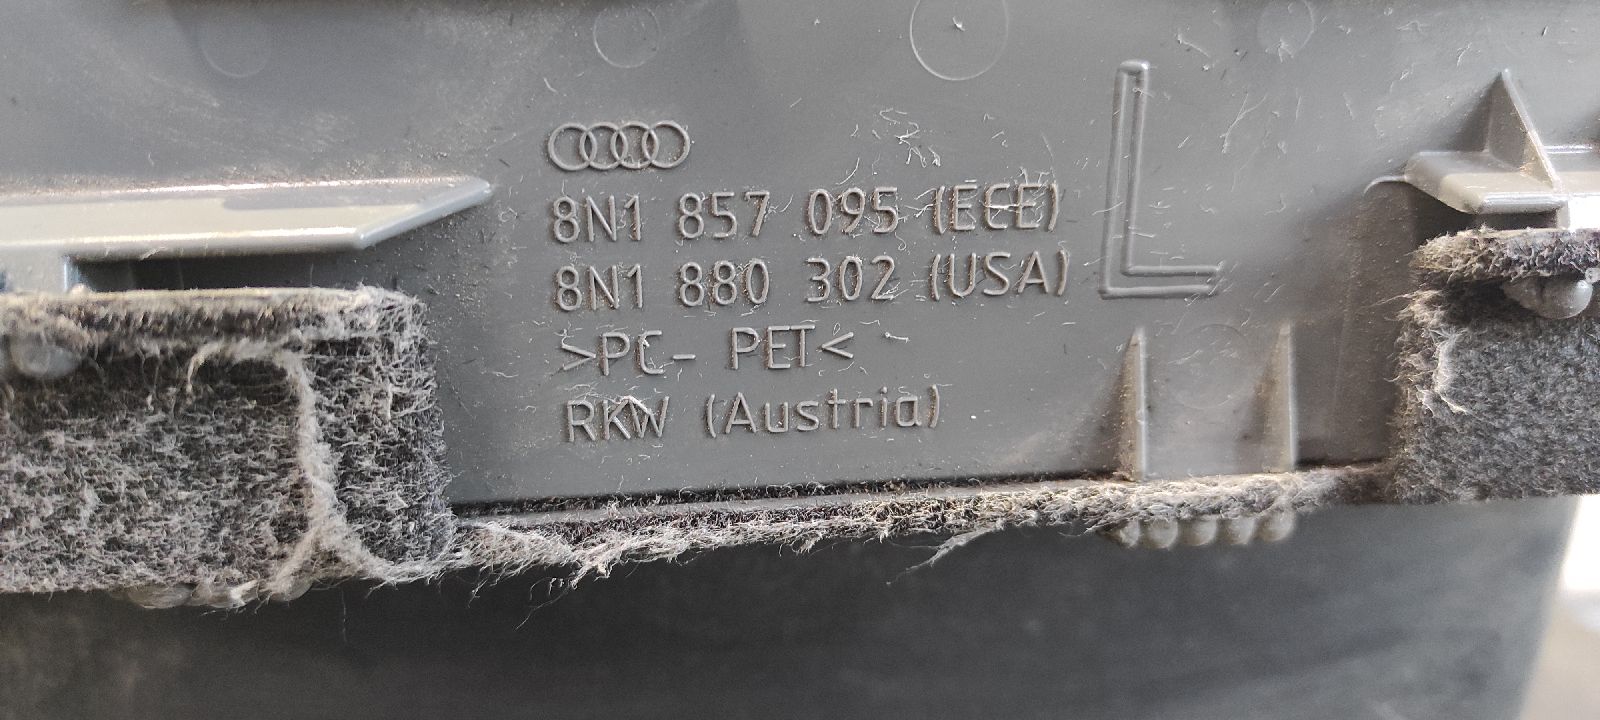 8N1 857 095 (ECE)
8N1 880 302 (USA)
>PC- PET<
RKW (Austria)
L